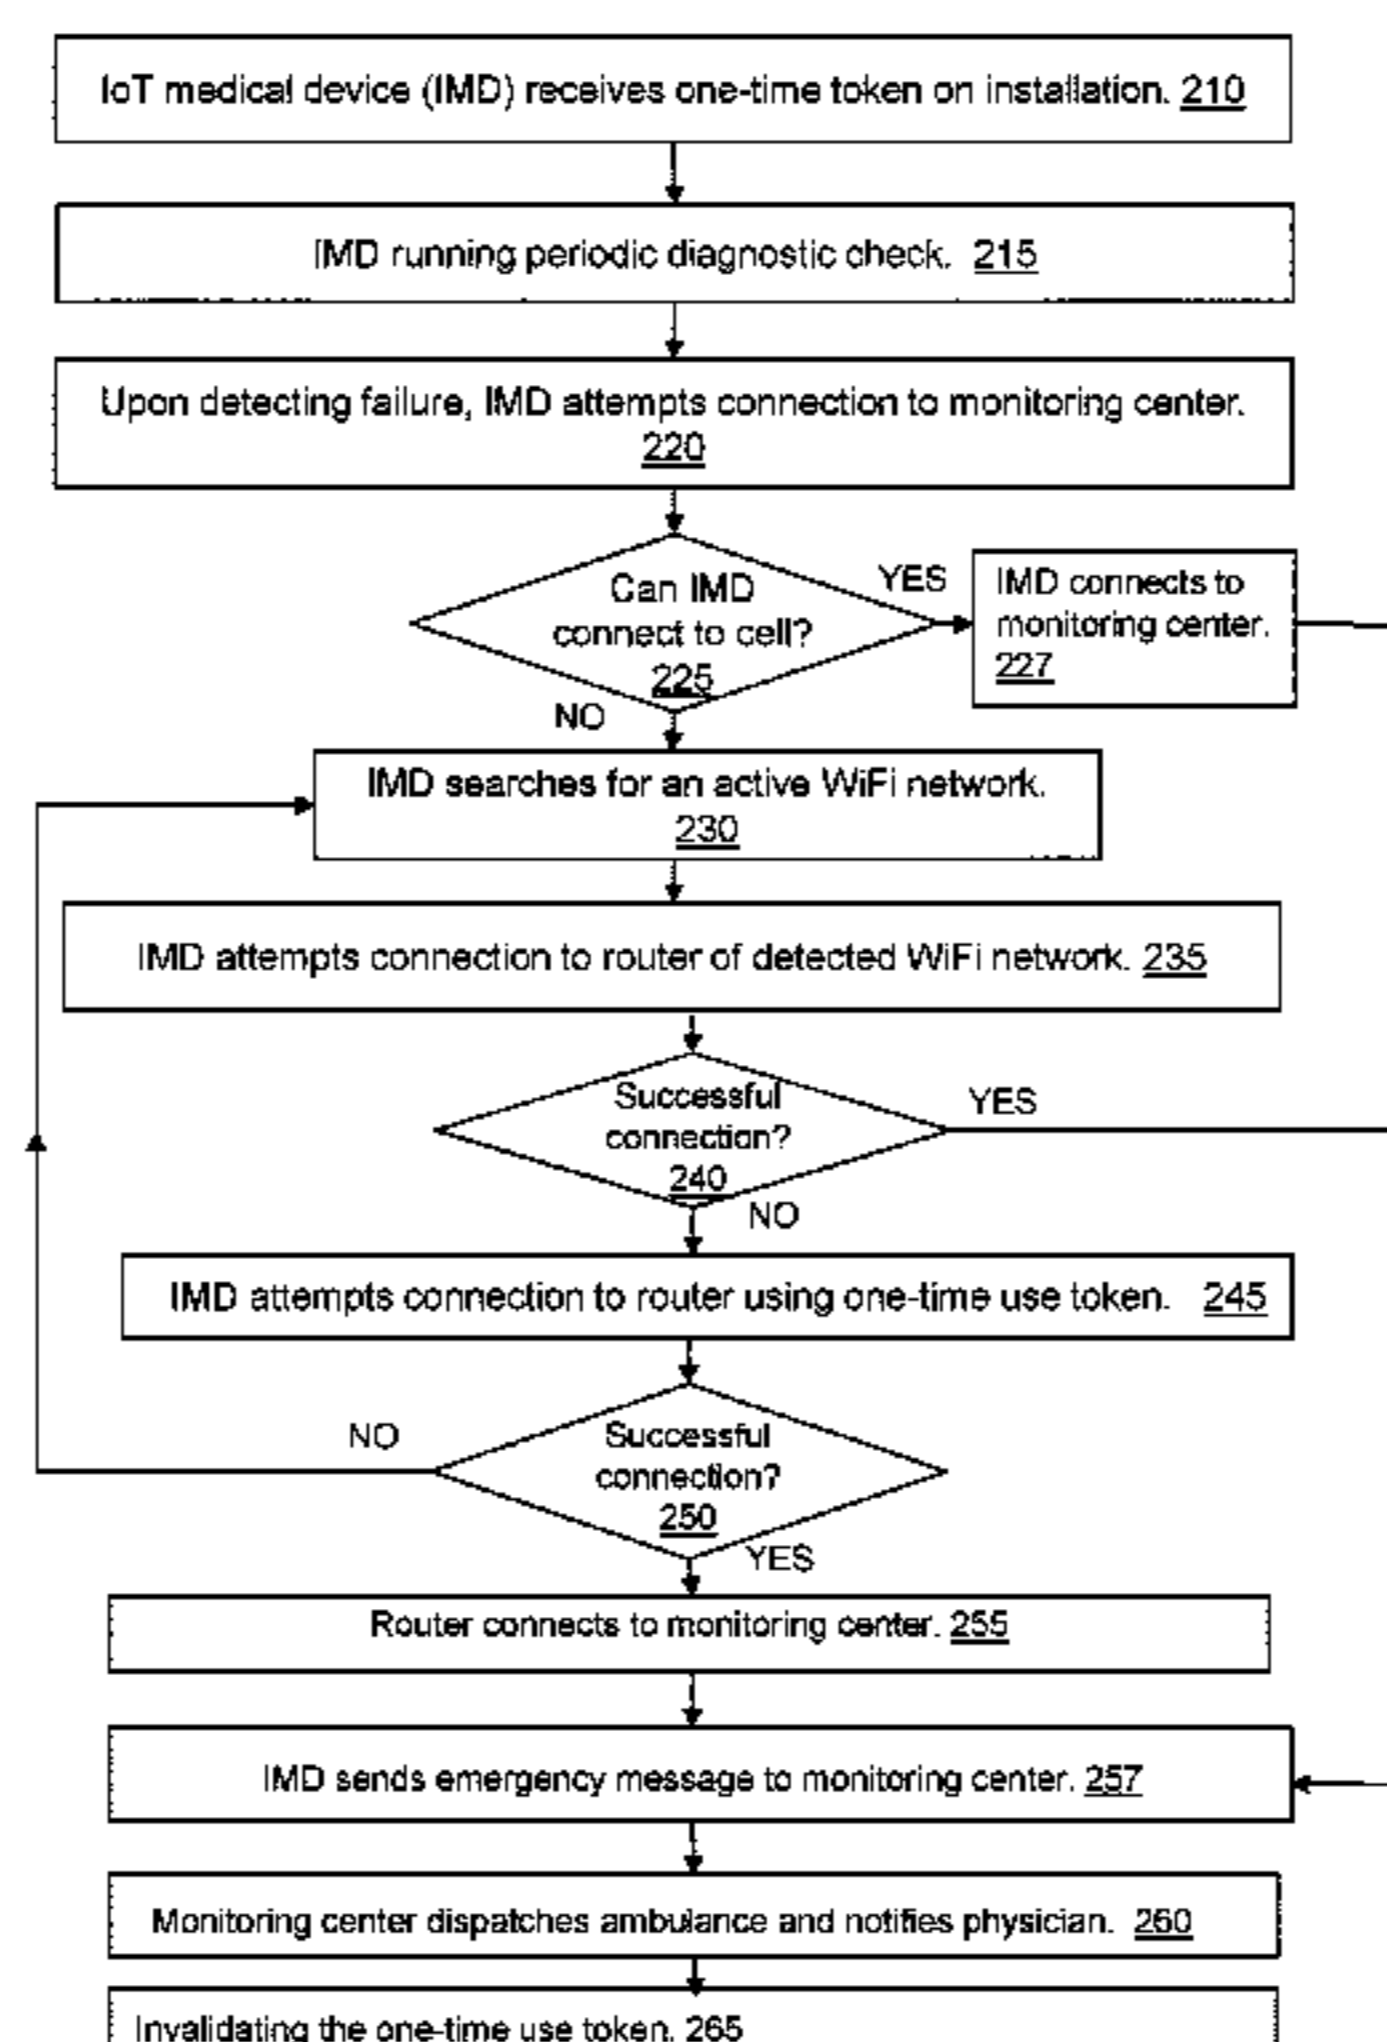 IoT medical device (IMD) receives one-time token on installation. 210
IMD running periodic diagnostic check. 215
Upon detecting failure, IMD attempts connection to monitoring center.
220
Can IMD
connect to cell?
225
YES
IMD connects to
monitoring center.
227
NO
IMD searches for an active WiFi network.
230
IMD attempts connection to router of detected WiFi network. 235
Successful
connection?
240
YES
NO
IMD attempts connection to router using one-time use token. 245
Successful
connection?
250
NO
YES
Router connects to monitoring center. 255
IMD sends emergency message to monitoring center. 257
Monitoring center dispatches ambulance and notifies physician. 260
Invalidating the one-time use token. 265